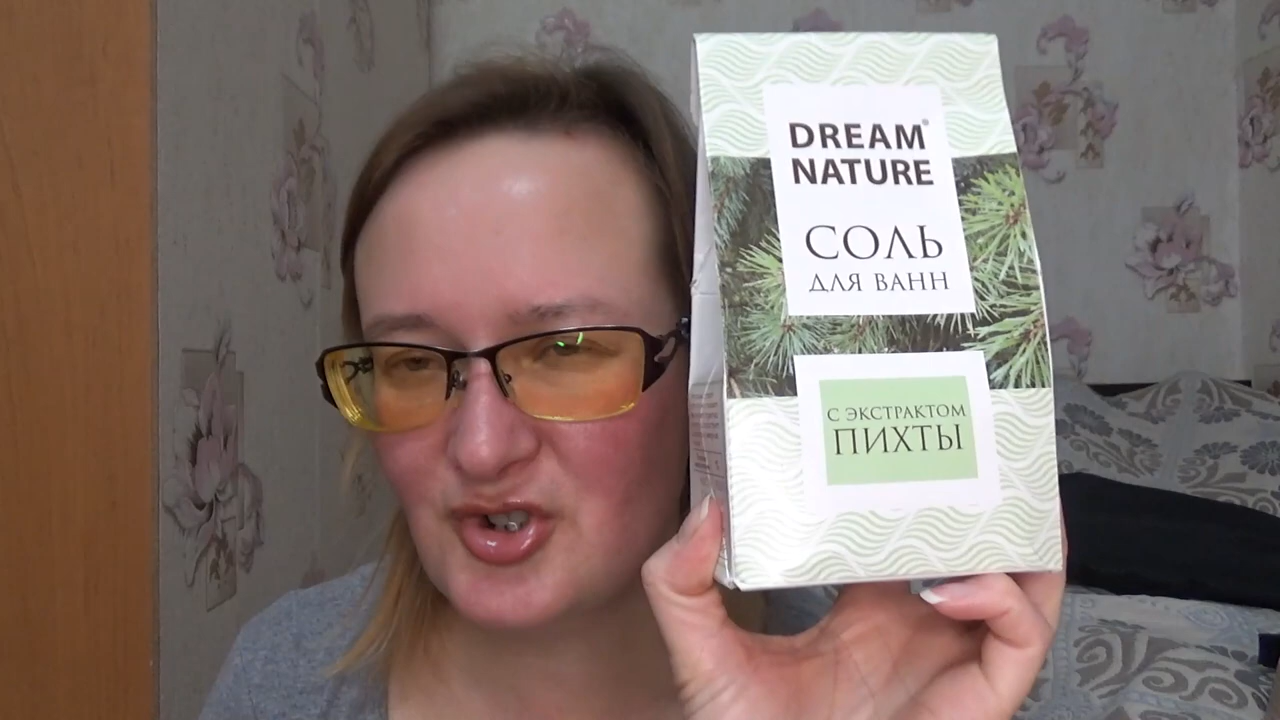 DREAM®
NATURE
СОЛЬ
ДЛЯ ВАНН
С ЭКСТРАКТОМ
ПИХТЫ